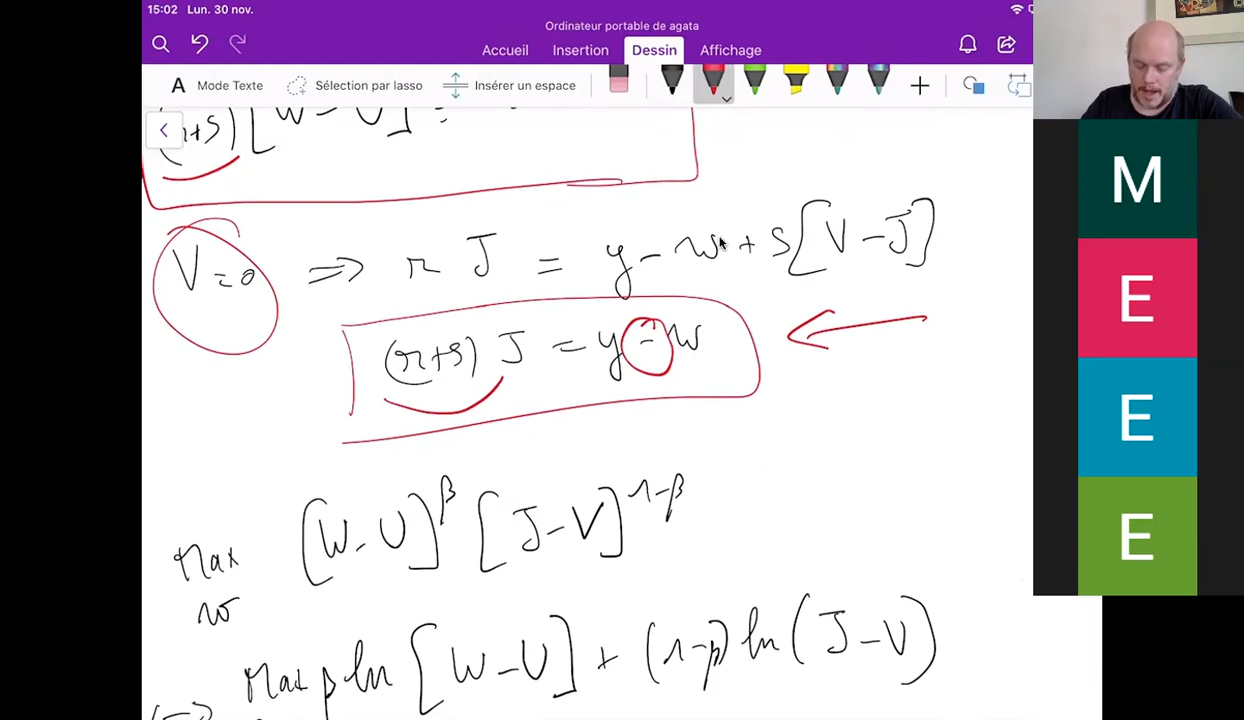 15:02 Lun. 30 nov.
Ordinateur portable de agata
Accueil Insertion Dessin Affichage
A Mode Texte Sélection par lasso Insérer un espace
(r+s) [W - U] =
V = 0 => r J = y - w + s [V - J]
(r+s) J = y - w
Max [W - U]^β [J - V]^1-β
w
Max β ln [W - U] + (1-β) ln (J - V)
M
E
E
E